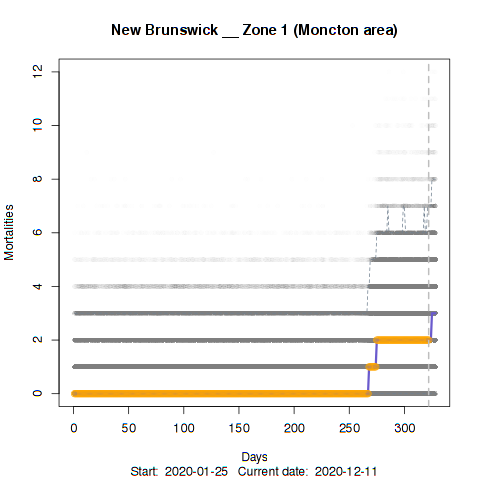 New Brunswick __ Zone 1 (Moncton area)
12
10
8
6
4
2
0
Mortalities
0 50 100 150 200 250 300
Days
Start: 2020-01-25 Current date: 2020-12-11